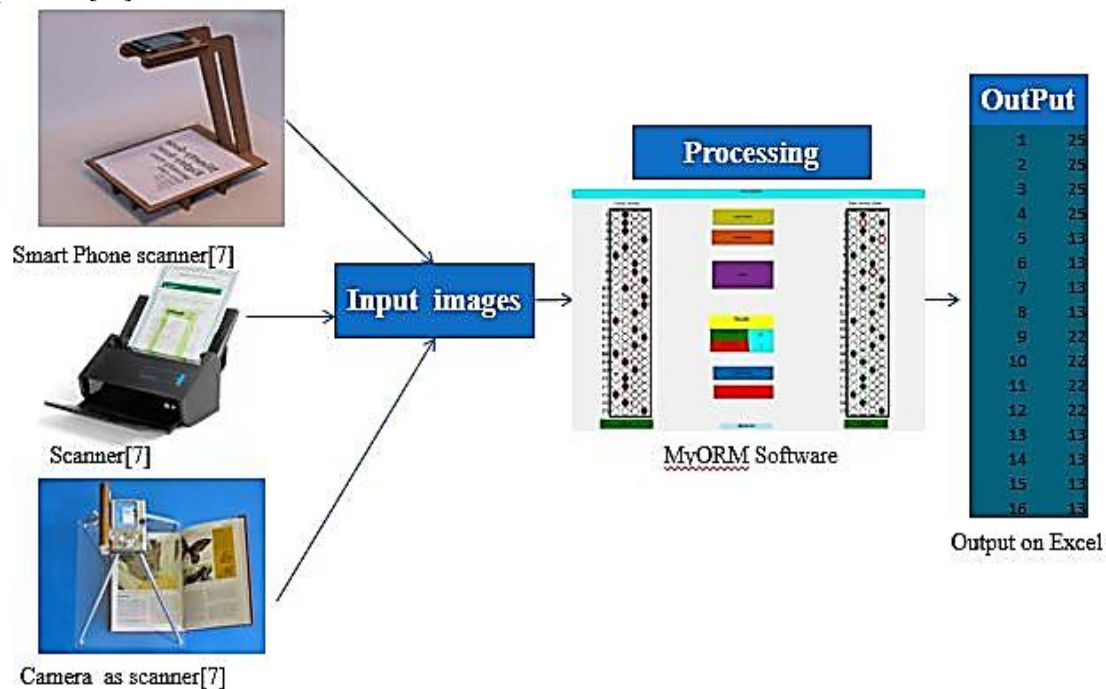 Smart Phone scanner[7]
Scanner[7]
Camera as scanner[7]
Input images
Processing
MyORM Software
OutPut
1 25
2 25
3 25
4 25
5 13
6 13
7 13
8 13
9 22
10 22
11 22
12 22
13 13
14 13
15 13
16 13
Output on Excel